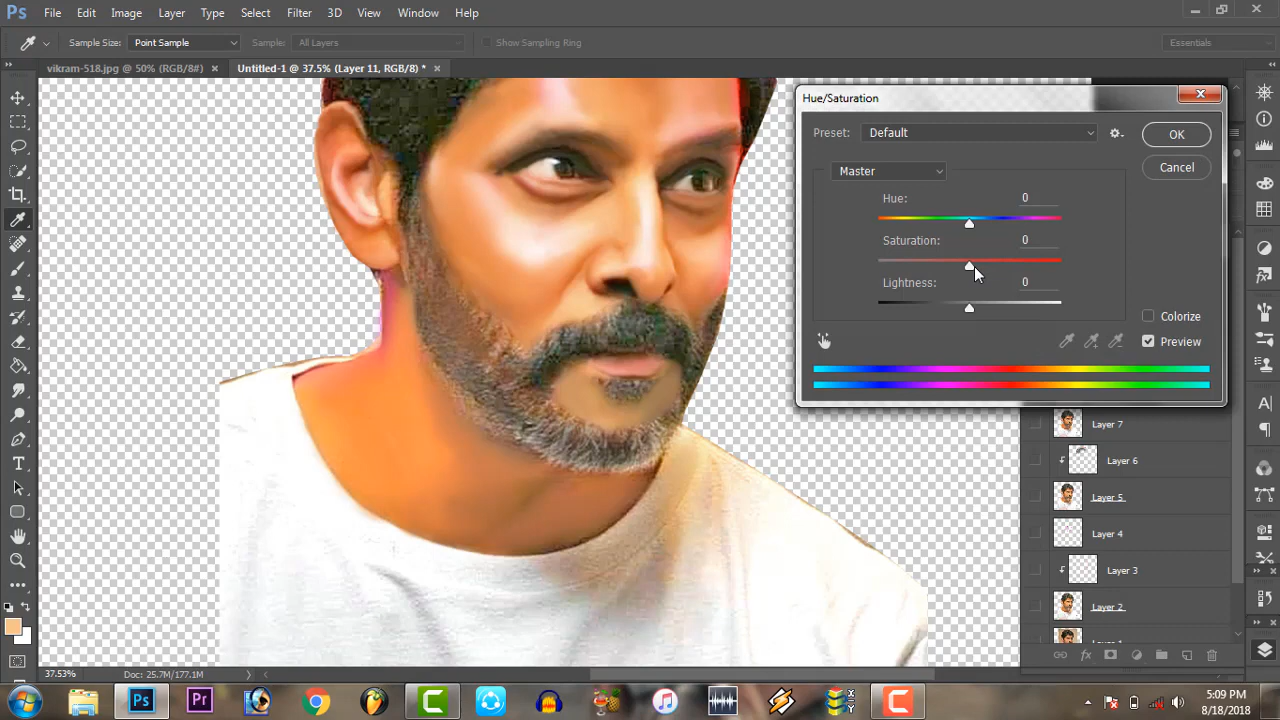 Ps File Edit Image Layer Type Select Filter 3D View Window Help
Sample Size: Point Sample Sample: All Layers Show Sampling Ring Essentials
vikram-518.jpg @ 50% (RGB/8#) × Untitled-1 @ 37.5% (Layer 11, RGB/8) * ×
Hue/Saturation
Preset: Default OK
Master Cancel
Hue: 0
Saturation: 0
Lightness: 0
Colorize
Preview
Layer 7
Layer 6
Layer 5
Layer 4
Layer 3
Layer 2
37.53% Doc: 25.7M/177.1M
Ps Pr
5:09 PM
8/18/2018